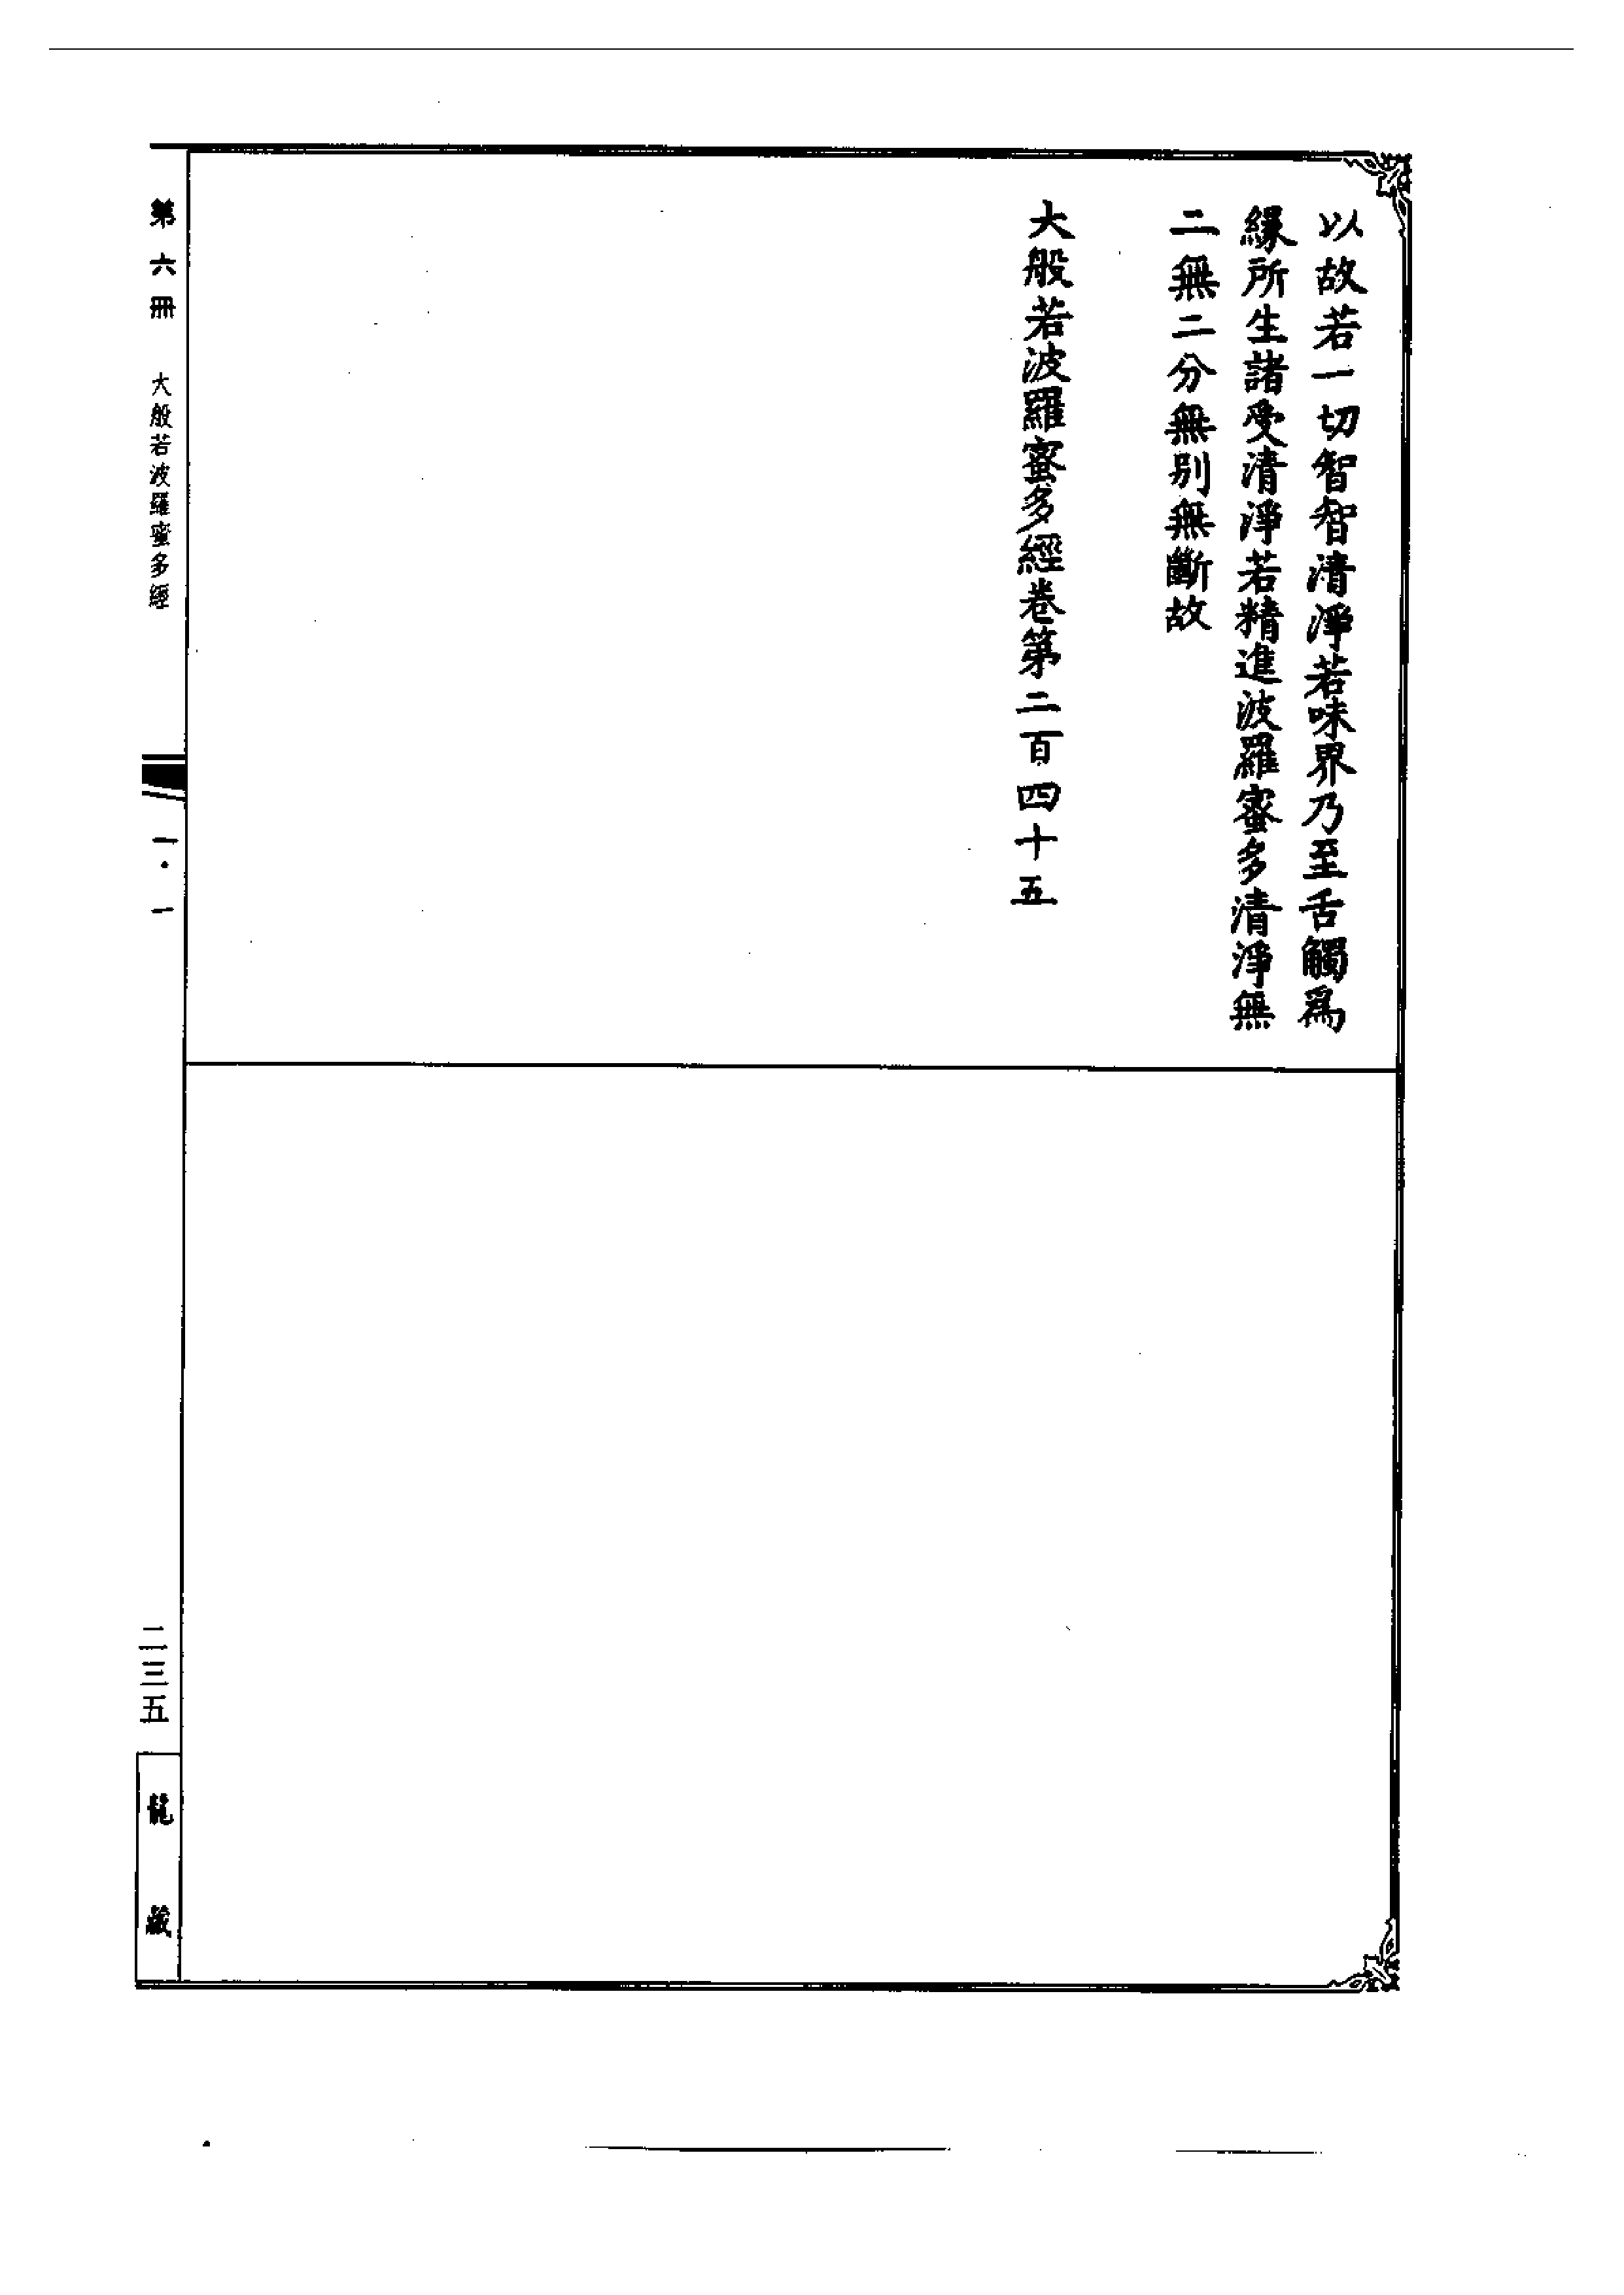 以故若一切智智清淨若味界乃至舌觸爲
緣所生諸受清淨若精進波羅蜜多清淨無
二無二分無別無斷故
大般若波羅蜜多經卷第二百四十五
第六冊 大般若波羅蜜多經
一·一
二三五
龍藏